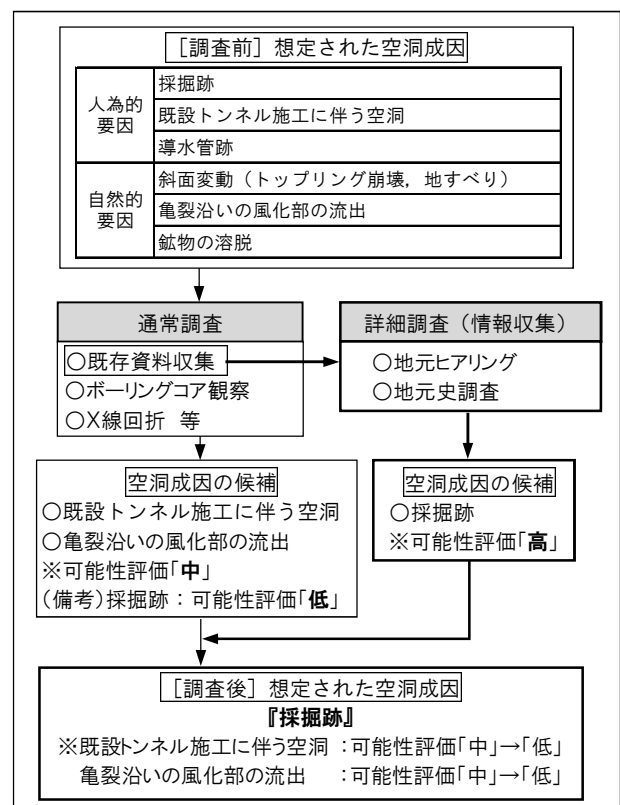 ［調査前］想定された空洞成因
人為的
要因
採掘跡
既設トンネル施工に伴う空洞
導水管跡
自然的
要因
斜面変動（トップリング崩壊，地すべり）
亀裂沿いの風化部の流出
鉱物の溶脱
通常調査
○既存資料収集
○ボーリングコア観察
○X線回折 等
詳細調査（情報収集）
○地元ヒアリング
○地元史調査
空洞成因の候補
○既設トンネル施工に伴う空洞
○亀裂沿いの風化部の流出
※可能性評価「中」
(備考)採掘跡：可能性評価「低」
空洞成因の候補
○採掘跡
※可能性評価「高」
［調査後］想定された空洞成因
『採掘跡』
※既設トンネル施工に伴う空洞：可能性評価「中」→「低」
亀裂沿いの風化部の流出：可能性評価「中」→「低」